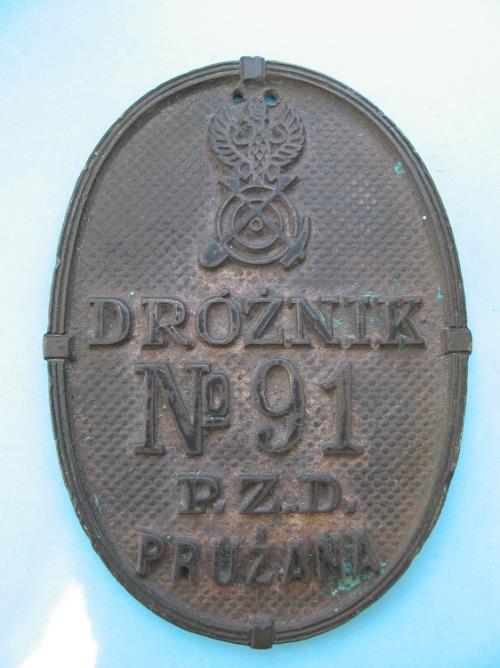 DRÓŻNIK
№ 91
P.Z.D.
PRUŻANA